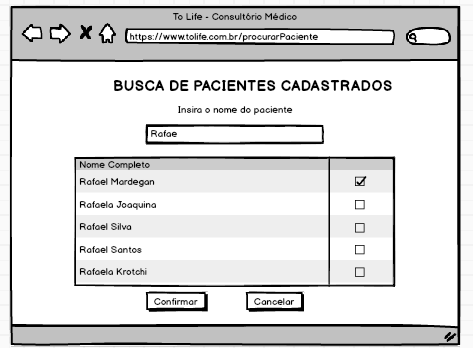 To Life - Consultório Médico
https://www.tolife.com.br/procurarPaciente
BUSCA DE PACIENTES CADASTRADOS
Insira o nome do paciente
Rafae
Nome Completo
Rafael Mardegan
Rafaela Joaquina
Rafael Silva
Rafael Santos
Rafaela Krotchi
Confirmar Cancelar